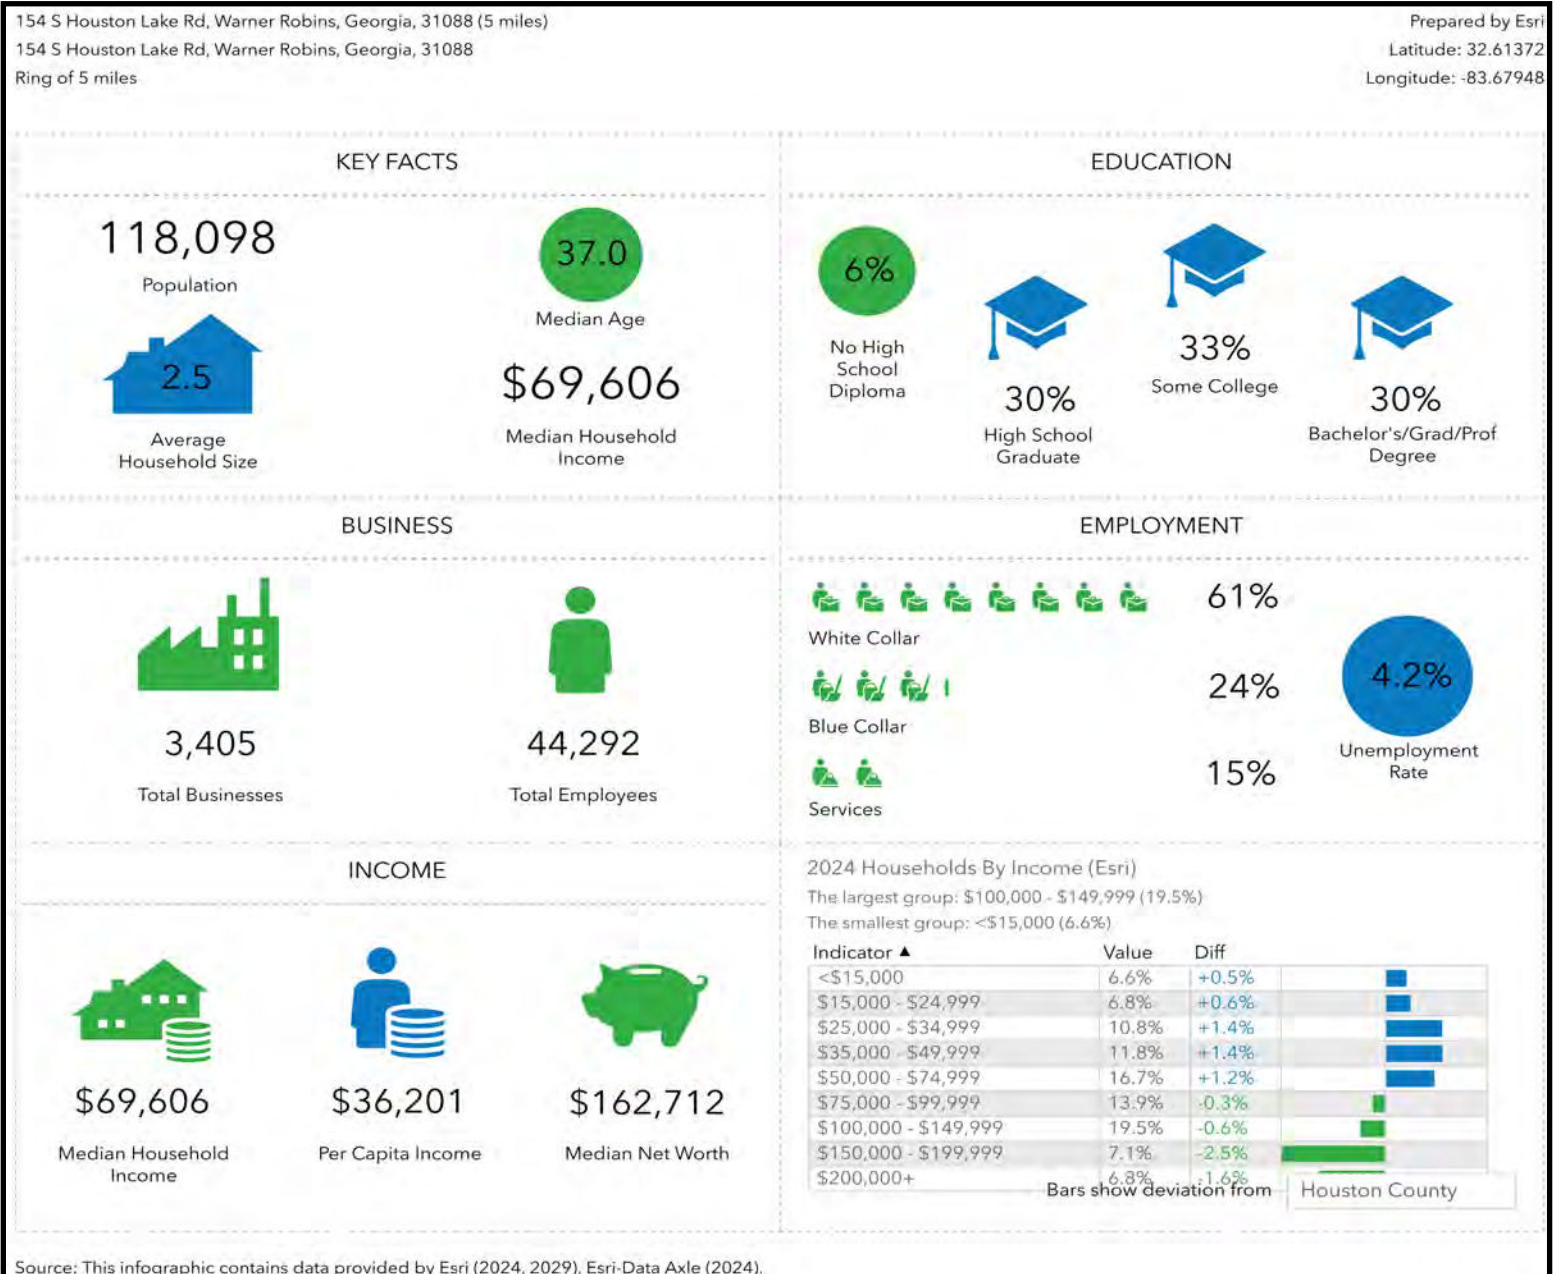 154 S Houston Lake Rd, Warner Robins, Georgia, 31088 (5 miles)
154 S Houston Lake Rd, Warner Robins, Georgia, 31088
Ring of 5 miles
Prepared by Esri
Latitude: 32.61372
Longitude: -83.67948
KEY FACTS
118,098
Population
37.0
Median Age
2.5
Average
Household Size
$69,606
Median Household
Income
EDUCATION
6%
No High
School
Diploma
30%
High School
Graduate
33%
Some College
30%
Bachelor's/Grad/Prof
Degree
BUSINESS
3,405
Total Businesses
44,292
Total Employees
EMPLOYMENT
61%
White Collar
24%
Blue Collar
15%
Services
4.2%
Unemployment
Rate
INCOME
$69,606
Median Household
Income
$36,201
Per Capita Income
$162,712
Median Net Worth
2024 Households By Income (Esri)
The largest group: $100,000 - $149,999 (19.5%)
The smallest group: <$15,000 (6.6%)
Indicator ▲ Value Diff
<$15,000 6.6% +0.5%
$15,000 - $24,999 6.8% +0.6%
$25,000 - $34,999 10.8% +1.4%
$35,000 - $49,999 11.8% +1.4%
$50,000 - $74,999 16.7% +1.2%
$75,000 - $99,999 13.9% -0.3%
$100,000 - $149,999 19.5% -0.6%
$150,000 - $199,999 7.1% -2.5%
$200,000+ 6.8% -1.6%
Bars show deviation from Houston County
Source: This infographic contains data provided by Esri (2024, 2029), Esri-Data Axle (2024).